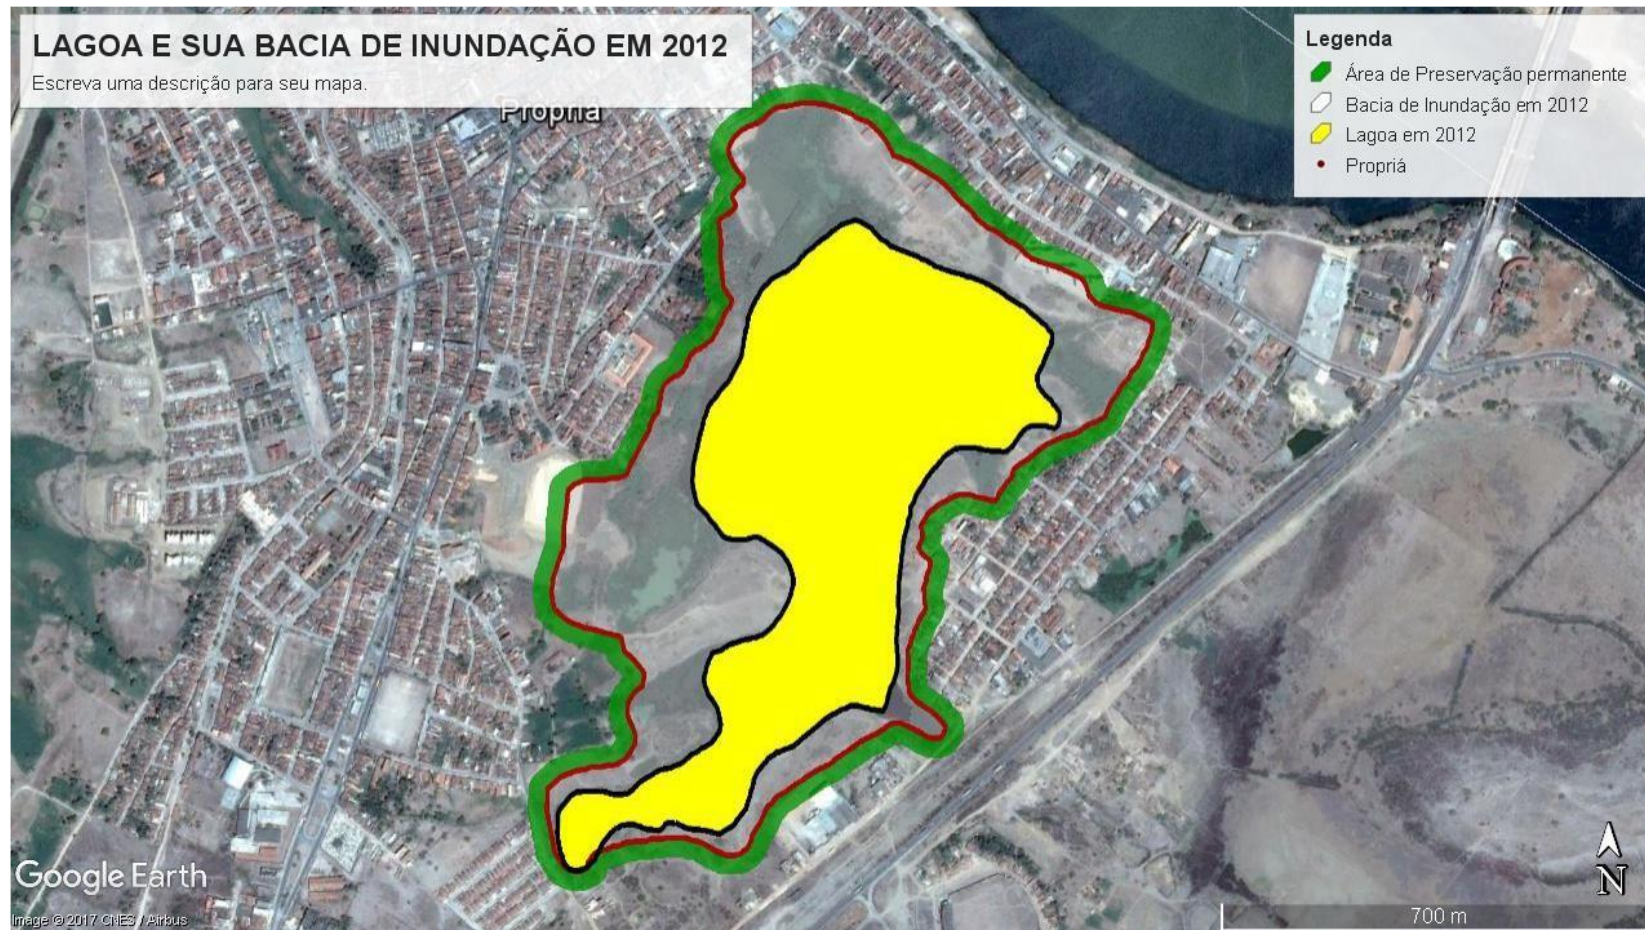 LAGOA E SUA BACIA DE INUNDAÇÃO EM 2012
Escreva uma descrição para seu mapa.
Propriá
Legenda
Área de Preservação permanente
Bacia de Inundação em 2012
Lagoa em 2012
Propriá
Google Earth
Image © 2017 CNES / Airbus
N
700 m